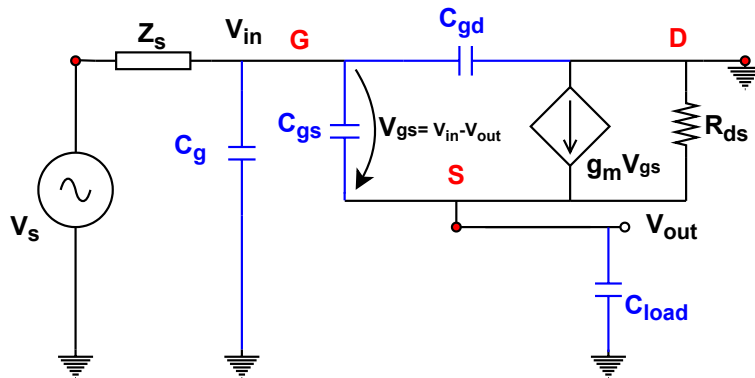 Zs
Vin
G
Cgd
D
Cg
Cgs
Vgs= Vin-Vout
Rds
gmVgs
S
Vs
Vout
Cload